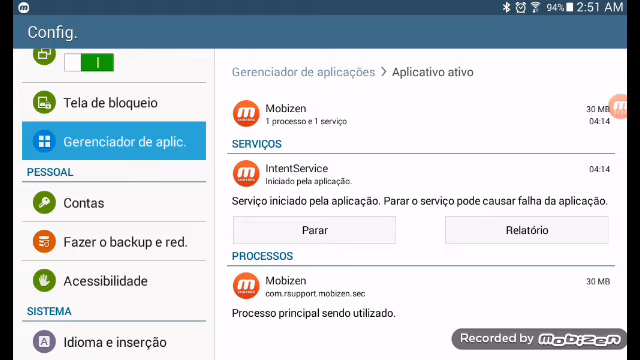 94% 2:51 AM
Config.
Tela de bloqueio
Gerenciador de aplic.
PESSOAL
Contas
Fazer o backup e red.
Acessibilidade
SISTEMA
Idioma e inserção
Gerenciador de aplicações > Aplicativo ativo
Mobizen 30 MB
1 processo e 1 serviço 04:14
SERVIÇOS
IntentService 04:14
Iniciado pela aplicação.
Serviço iniciado pela aplicação. Parar o serviço pode causar falha da aplicação.
Parar Relatório
PROCESSOS
Mobizen 30 MB
com.rsupport.mobizen.sec
Processo principal sendo utilizado.
Recorded by mobizen